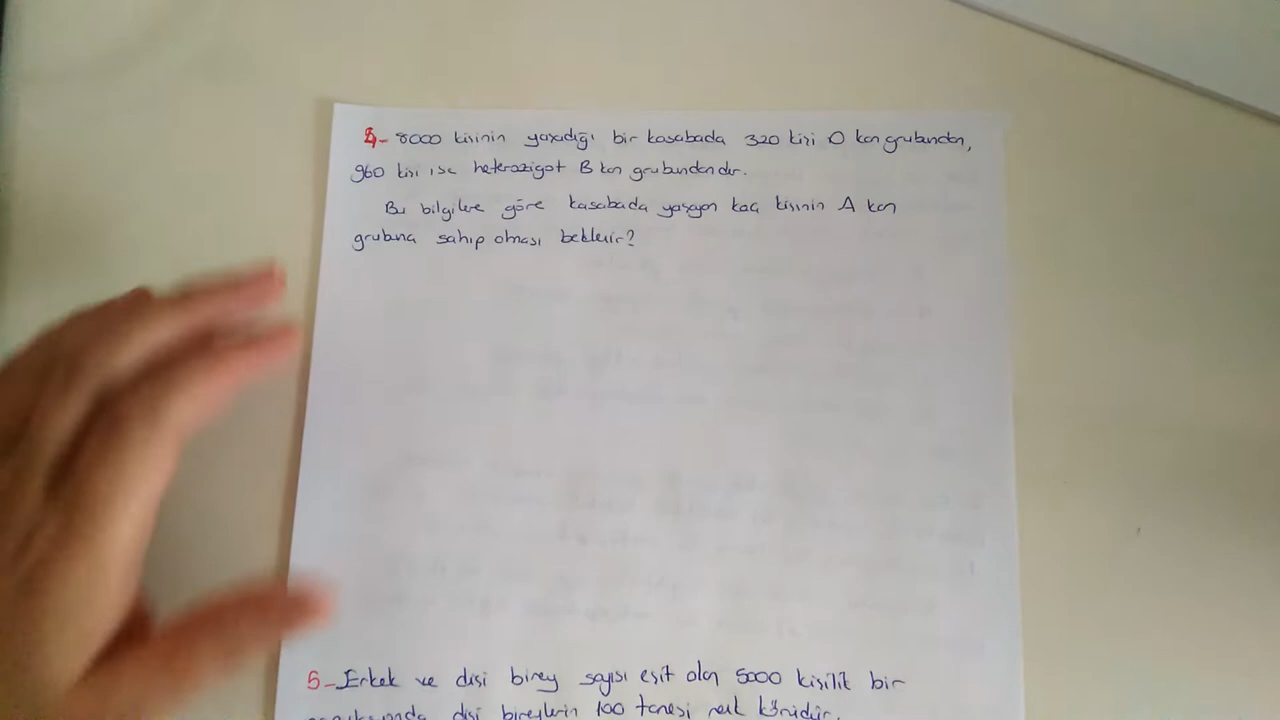 4- 8000 kişinin yaşadığı bir kasabada 320 kişi O kan grubundan,
960 kişi ise heterozigot B kan grubundandır.
Bu bilgilere göre kasabada yaşayan kaç kişinin A kan
grubuna sahip olması beklenir?
5- Erkek ve dişi birey sayısı eşit olan 5000 kişilik bir
dişi bireylerin 100 tanesi renk körüdür.